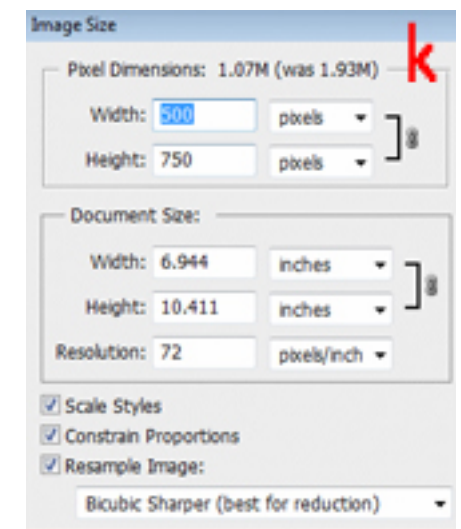 Image Size
k
Pixel Dimensions: 1.07M (was 1.93M)
Width: 500 pixels
Height: 750 pixels
Document Size:
Width: 6.944 inches
Height: 10.411 inches
Resolution: 72 pixels/inch
Scale Styles
Constrain Proportions
Resample Image:
Bicubic Sharper (best for reduction)